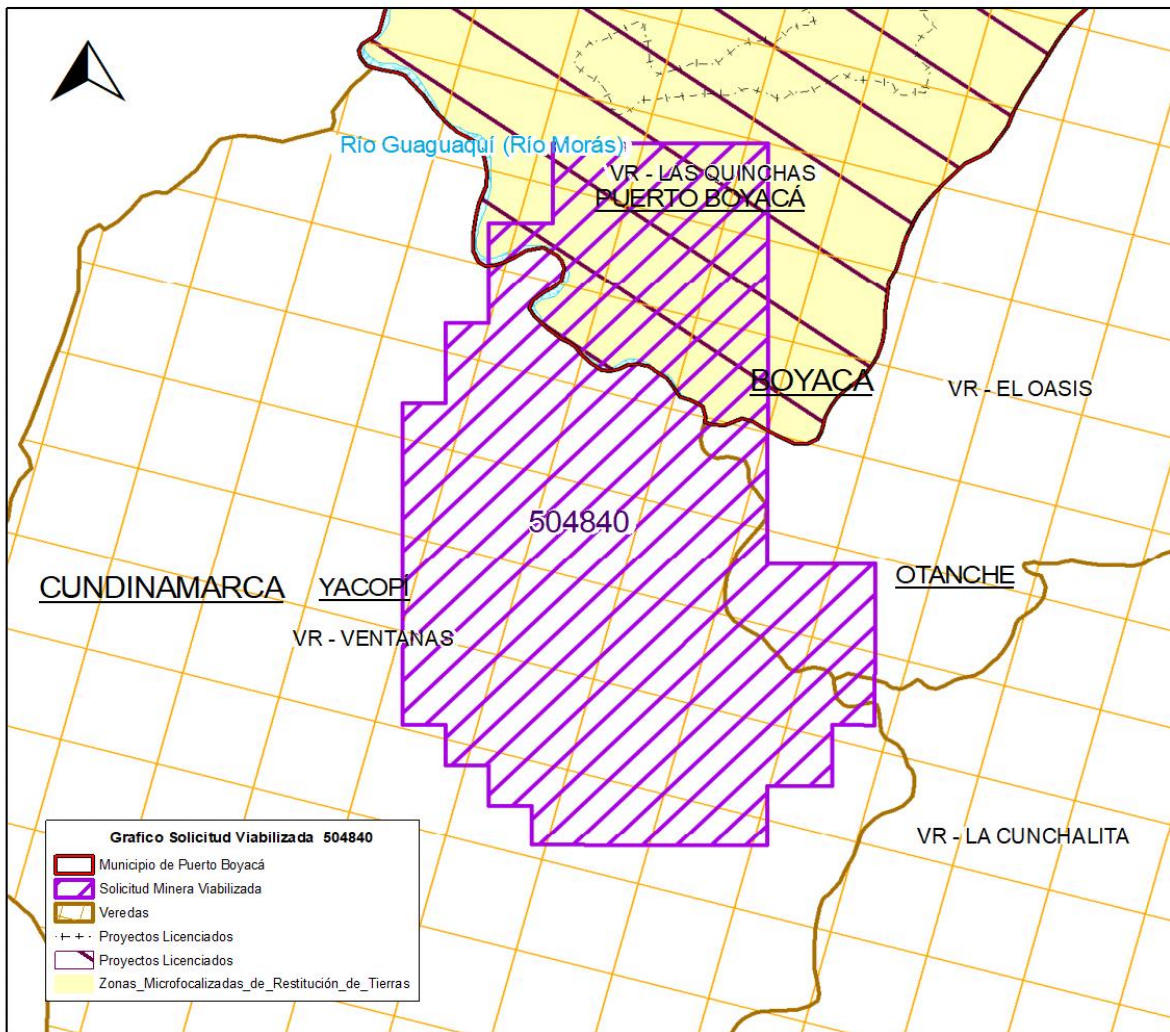 Río Guaguaquí (Río Morás)
VR - LAS QUINCHAS
PUERTO BOYACÁ
BOYACÁ
VR - EL OASIS
504840
OTANCHE
CUNDINAMARCA
YACOPÍ
VR - VENTANAS
VR - LA CUNCHALITA
Grafico Solicitud Viabilizada 504840
Municipio de Puerto Boyacá
Solicitud Minera Viabilizada
Veredas
Proyectos Licenciados
Proyectos Licenciados
Zonas_Microfocalizadas_de_Restitución_de_Tierras